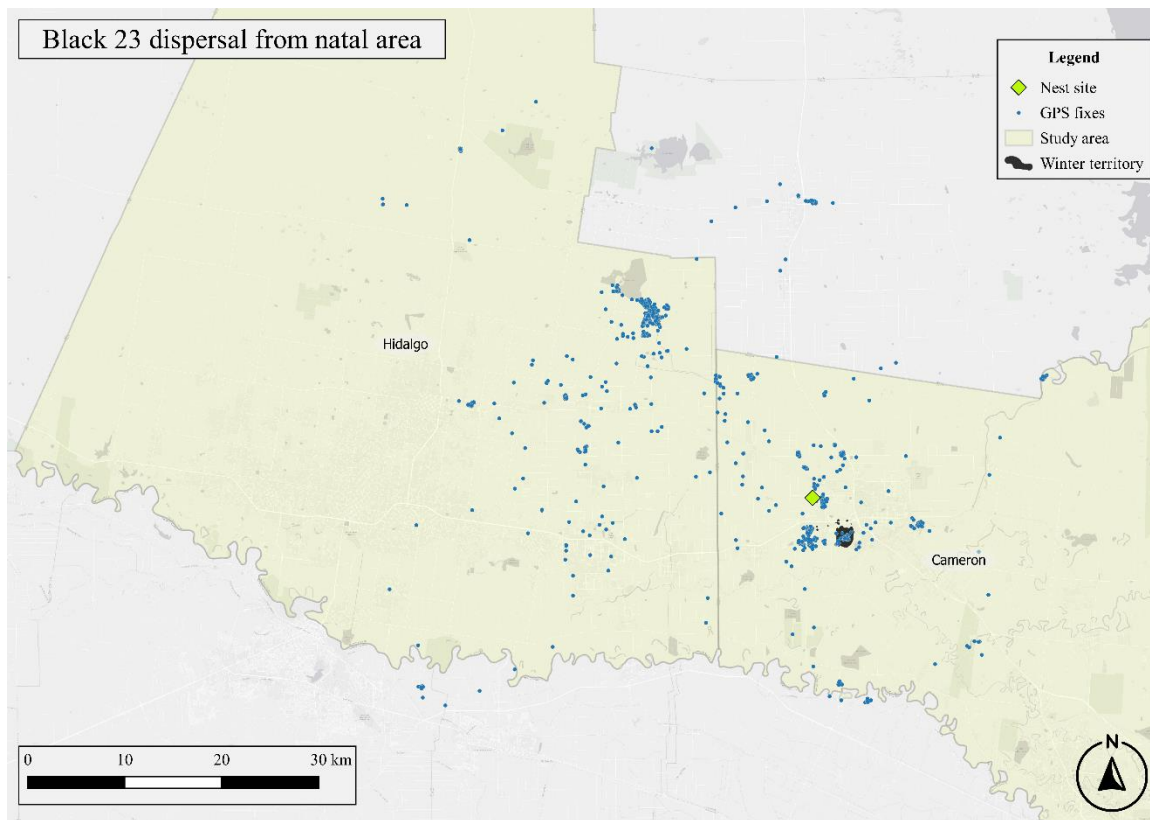 Black 23 dispersal from natal area
Legend
Nest site
GPS fixes
Study area
Winter territory
Hidalgo
Cameron
0 10 20 30 km
N